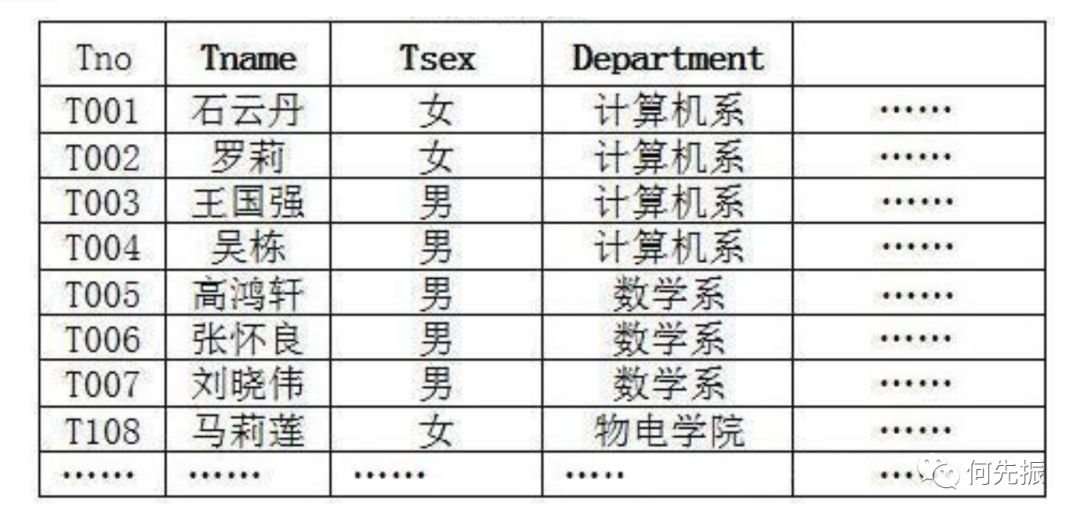 Tno Tname Tsex Department
T001 石云丹 女 计算机系 ……
T002 罗莉 女 计算机系 ……
T003 王国强 男 计算机系 ……
T004 吴栋 男 计算机系 ……
T005 高鸿轩 男 数学系 ……
T006 张怀良 男 数学系 ……
T007 刘晓伟 男 数学系 ……
T108 马莉莲 女 物电学院 ……
…… …… …… ….. ……
何先振